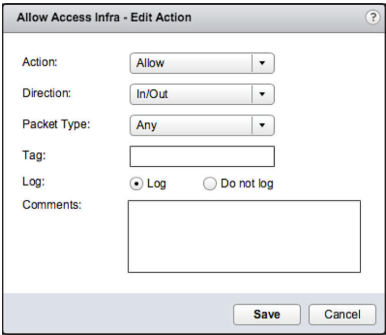 Allow Access Infra - Edit Action ?
Action: Allow
Direction: In/Out
Packet Type: Any
Tag:
Log: Log Do not log
Comments:
Save Cancel